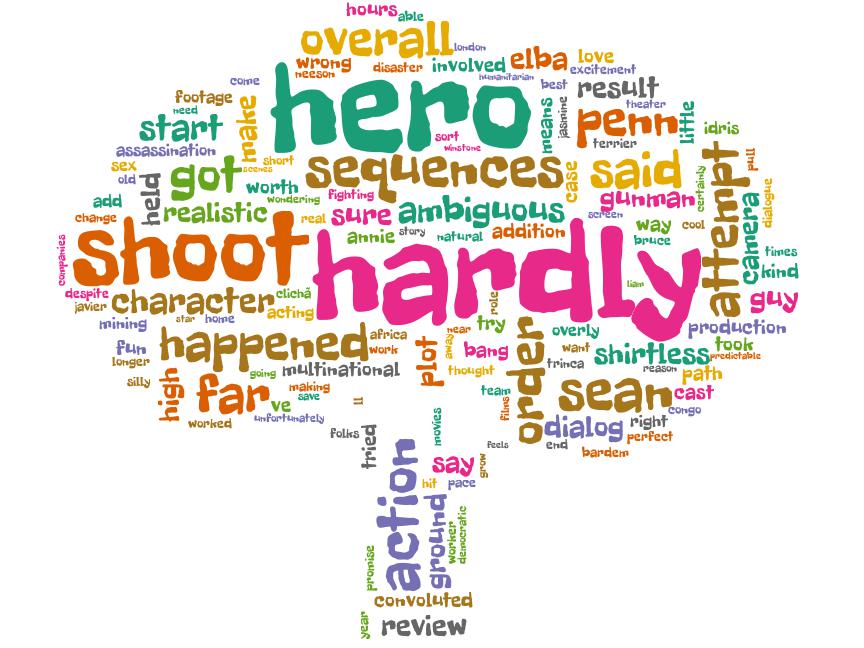 hours able
overall london
wrong neeson disaster involved humanitarian elba love excitement
come footage need hero best result theater
start make means jasmine penn little idris
assassination sort winstone terrier
sex old got short scenes sequences case said attempt pull
held worth wondering fighting gunman certainly
add realistic real sure ambiguous screen way cool camera dialogue
change annie story natural addition bruce
companies shoot hardly times kind
despite javier character clichã liam role guy
mining star home acting try overly production
fun happened africa near order want shirtless took predictable
longer work plot away bang trinca reason path
silly going multinational thought
high far making save team films sean cast
ve ll congo
worked unfortunately movies dialog right
folks tried feels end perfect
action say grow bardem
hit pace
ground worker democratic
promise
convoluted
year review